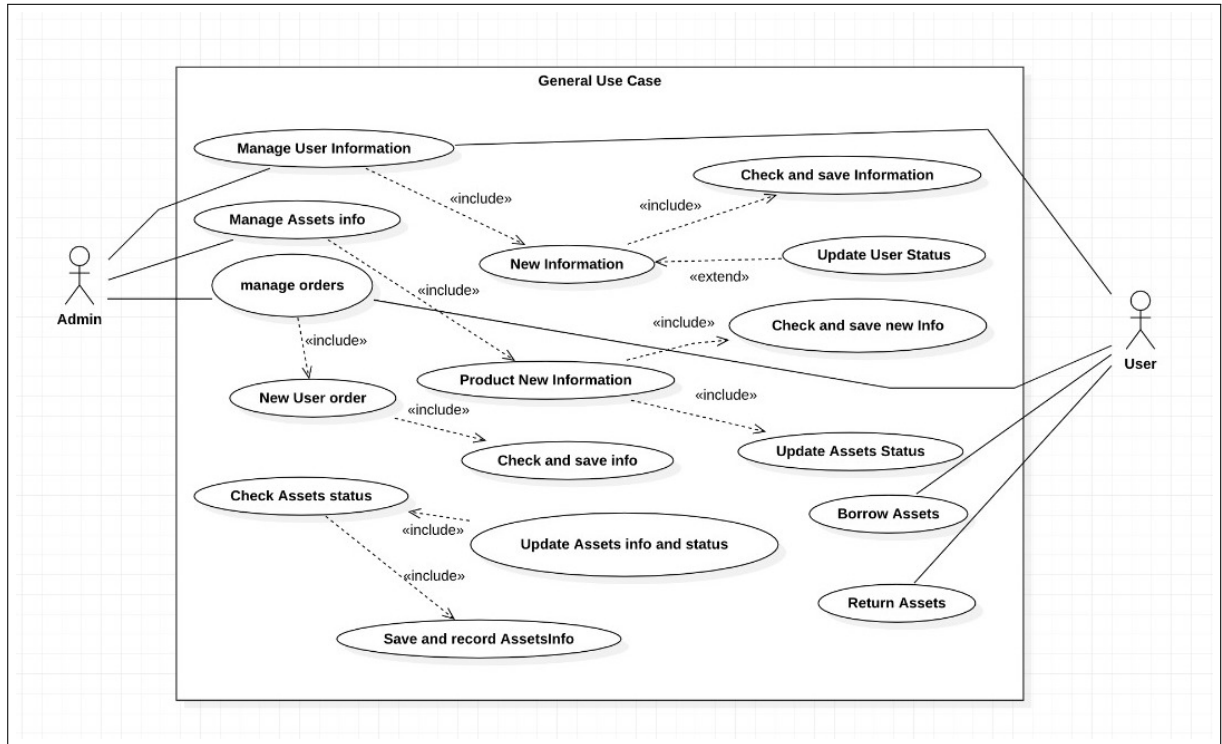 General Use Case
Manage User Information
Check and save Information
«include»
«include»
Manage Assets info
New Information
Update User Status
«extend»
manage orders
«include»
«include»
Check and save new Info
Admin
«include»
User
Product New Information
New User order
«include»
«include»
Update Assets Status
Check and save info
Check Assets status
Borrow Assets
«include»
Update Assets info and status
«include»
Return Assets
Save and record AssetsInfo